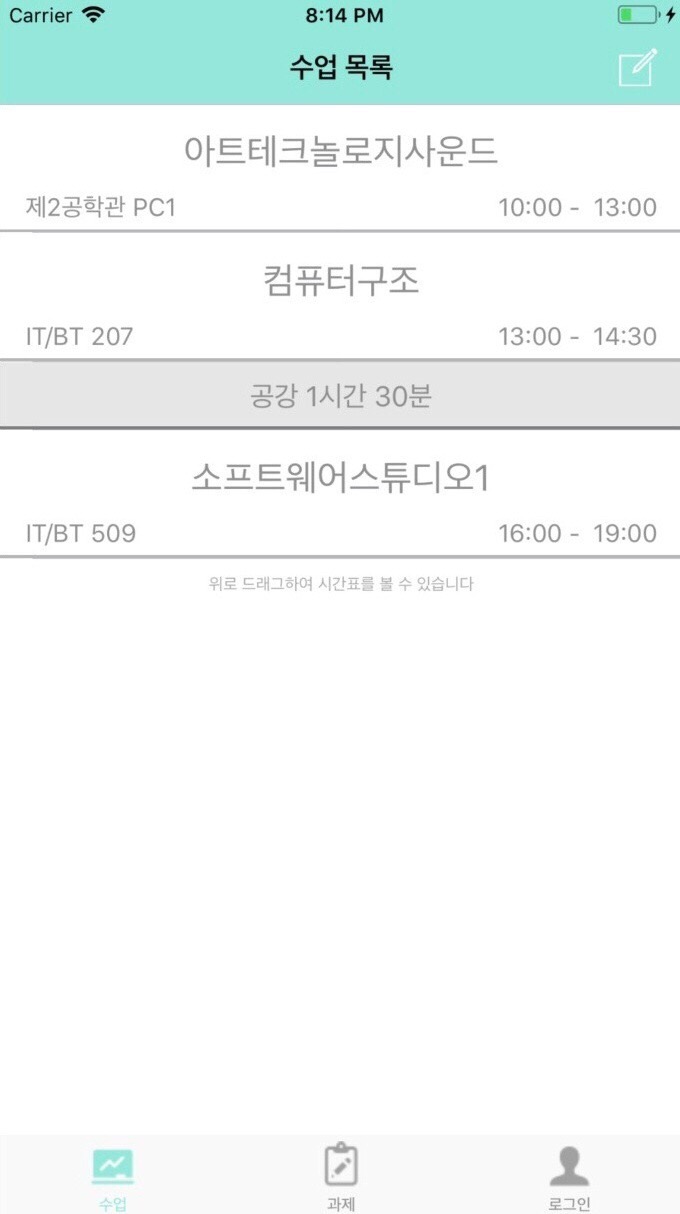 Carrier 8:14 PM
수업 목록
아트테크놀로지사운드
제2공학관 PC1 10:00 - 13:00
컴퓨터구조
IT/BT 207 13:00 - 14:30
공강 1시간 30분
소프트웨어스튜디오1
IT/BT 509 16:00 - 19:00
위로 드래그하여 시간표를 볼 수 있습니다
수업 과제 로그인